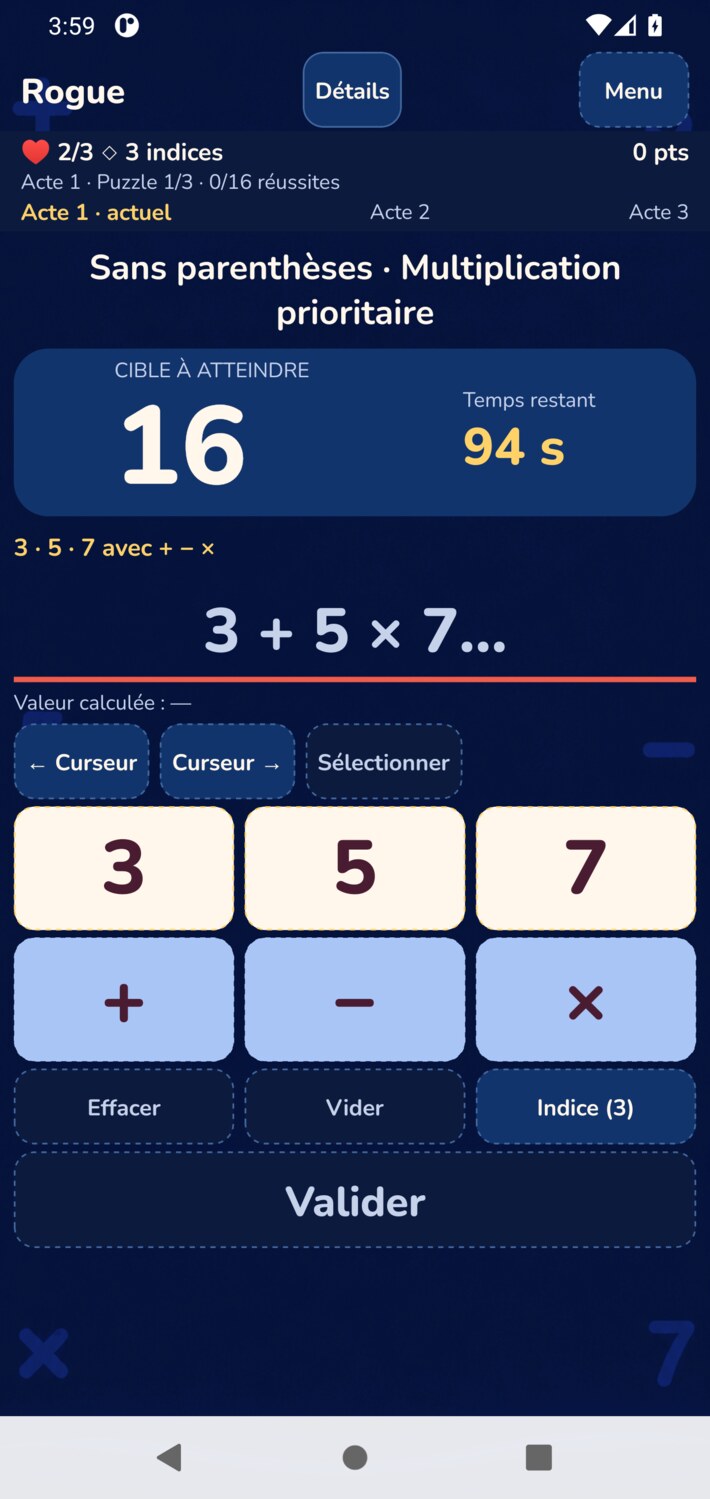 3:59
Rogue
Détails
Menu
❤️ 2/3 ◇ 3 indices
0 pts
Acte 1 · Puzzle 1/3 · 0/16 réussites
Acte 1 · actuel
Acte 2
Acte 3
Sans parenthèses · Multiplication
prioritaire
CIBLE À ATTEINDRE
16
Temps restant
94 s
3 · 5 · 7 avec + − ×
3 + 5 × 7...
Valeur calculée : —
← Curseur
Curseur →
Sélectionner
3
5
7
+
−
×
Effacer
Vider
Indice (3)
Valider
×
7